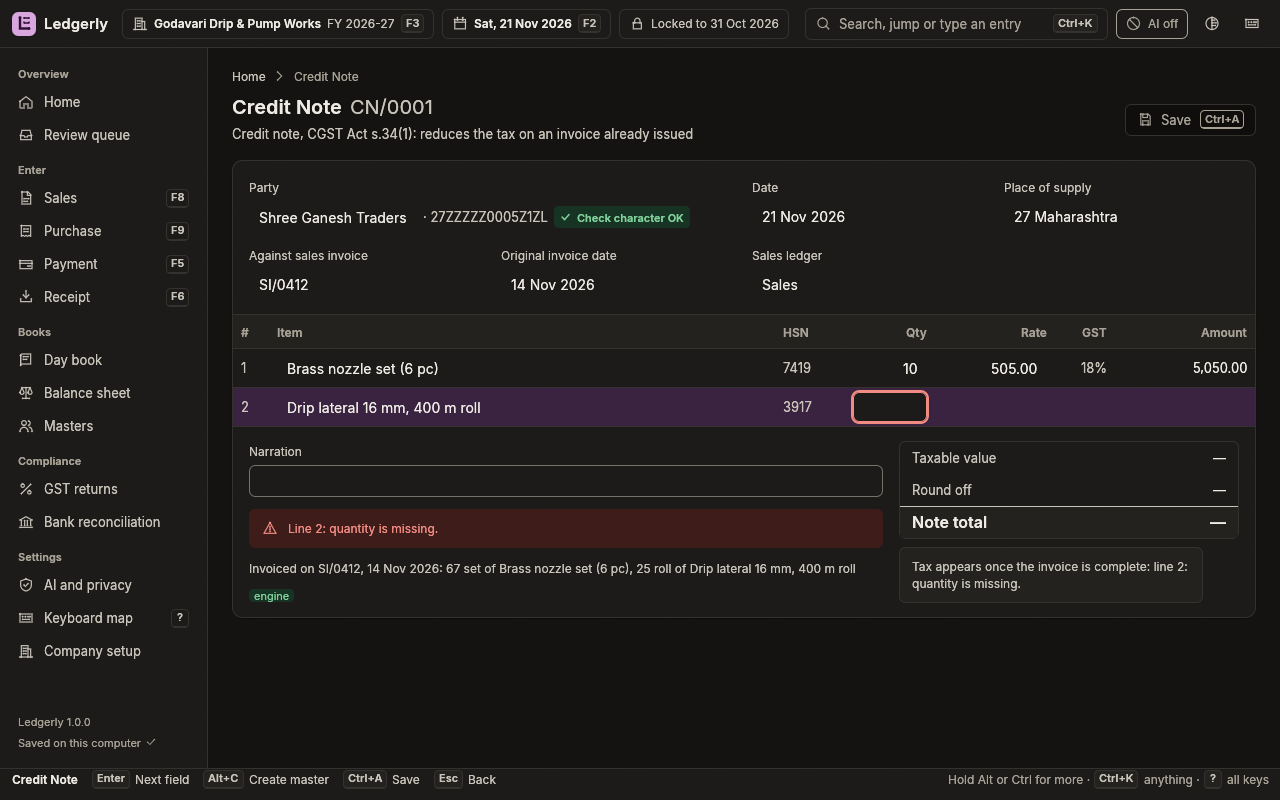 Ledgerly
Godavari Drip & Pump Works FY 2026-27 F3
Sat, 21 Nov 2026 F2
Locked to 31 Oct 2026
Search, jump or type an entry Ctrl+K
AI off
Overview
Home
Review queue
Enter
Sales F8
Purchase F9
Payment F5
Receipt F6
Books
Day book
Balance sheet
Masters
Compliance
GST returns
Bank reconciliation
Settings
AI and privacy
Keyboard map ?
Company setup
Ledgerly 1.0.0
Saved on this computer
Home Credit Note
Credit Note CN/0001
Credit note, CGST Act s.34(1): reduces the tax on an invoice already issued
Save Ctrl+A
Party Date Place of supply
Shree Ganesh Traders · 27ZZZZZ0005Z1ZL Check character OK 21 Nov 2026 27 Maharashtra
Against sales invoice Original invoice date Sales ledger
SI/0412 14 Nov 2026 Sales
# Item HSN Qty Rate GST Amount
1 Brass nozzle set (6 pc) 7419 10 505.00 18% 5,050.00
2 Drip lateral 16 mm, 400 m roll 3917
Narration
Line 2: quantity is missing.
Invoiced on SI/0412, 14 Nov 2026: 67 set of Brass nozzle set (6 pc), 25 roll of Drip lateral 16 mm, 400 m roll
engine
Taxable value —
Round off —
Note total —
Tax appears once the invoice is complete: line 2:
quantity is missing.
Credit Note Enter Next field Alt+C Create master Ctrl+A Save Esc Back
Hold Alt or Ctrl for more · Ctrl+K anything · ? all keys